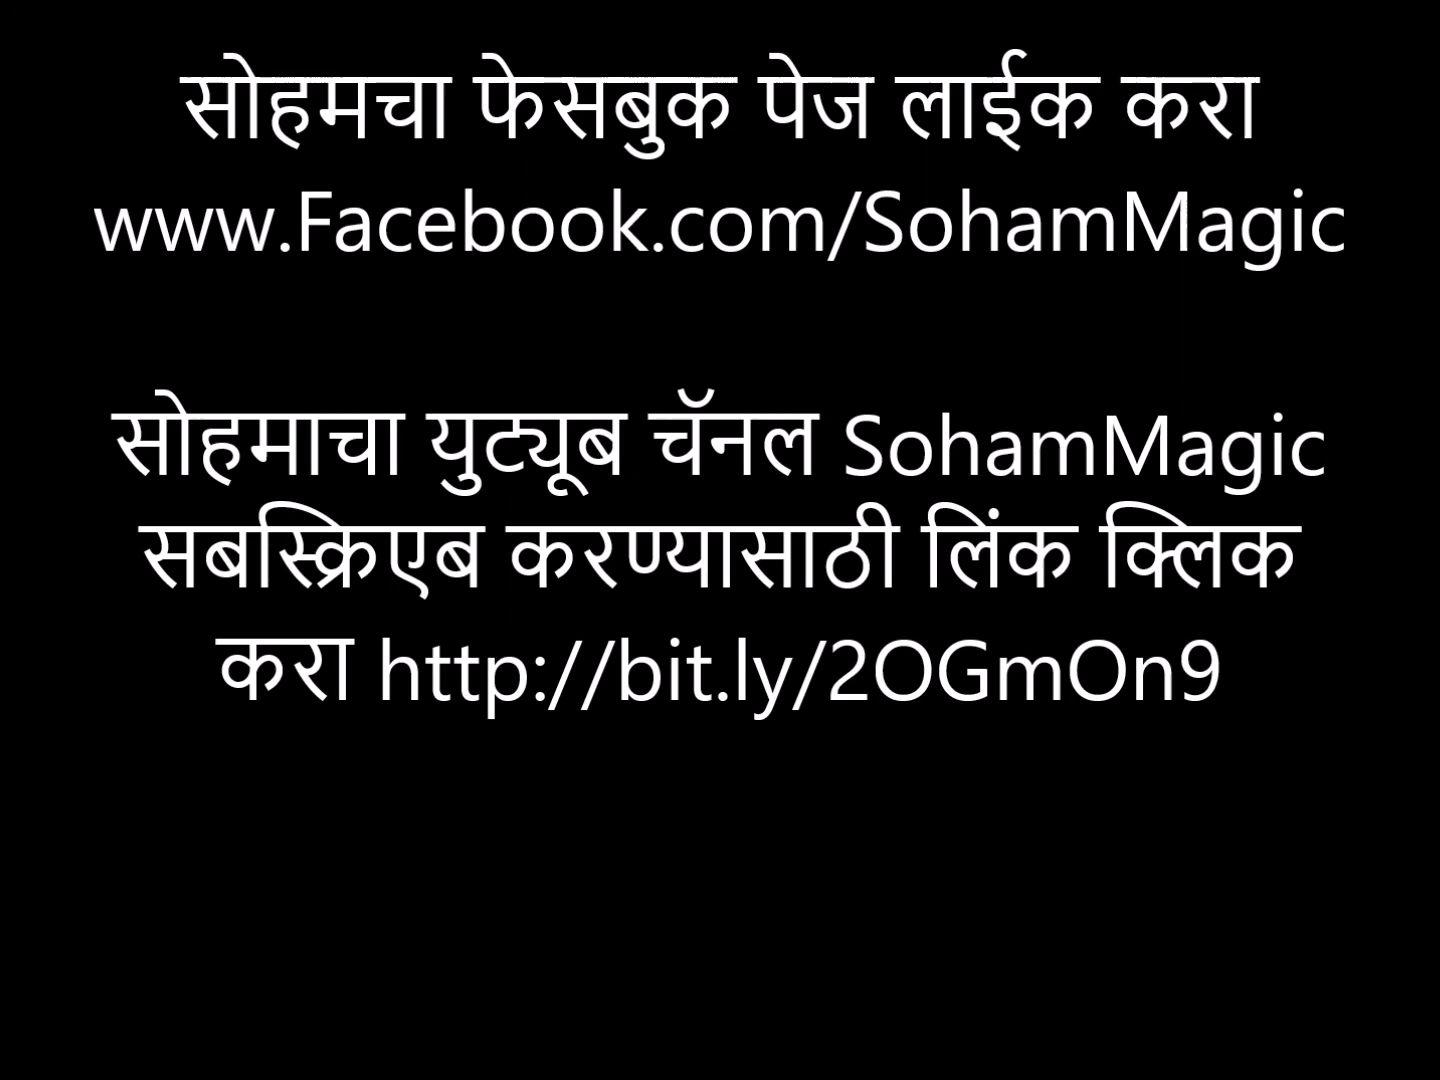 सोहमचा फेसबुक पेज लाईक करा
www.Facebook.com/SohamMagic
सोहमाचा युट्यूब चॅनल SohamMagic
सबस्क्रिएब करण्यासाठी लिंक क्लिक
करा http://bit.ly/2OGmOn9